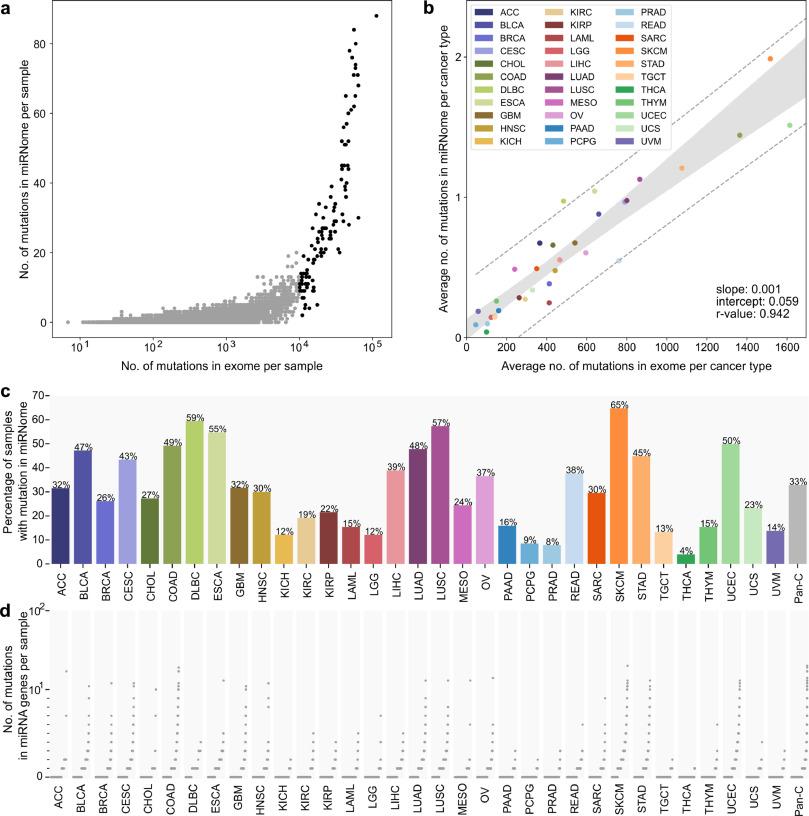 a
No. of mutations in miRNome per sample
80
60
40
20
0
10¹
10²
10³
10⁴
10⁵
No. of mutations in exome per sample
b
Average no. of mutations in miRNome per cancer type
2
1
0
ACC KIRC PRAD
BLCA KIRP READ
BRCA LAML SARC
CESC LGG SKCM
CHOL LIHC STAD
COAD LUAD TGCT
DLBC LUSC THCA
ESCA MESO THYM
GBM OV UCEC
HNSC PAAD UCS
KICH PCPG UVM
slope: 0.001
intercept: 0.059
r-value: 0.942
0 200 400 600 800 1000 1200 1400 1600
Average no. of mutations in exome per cancer type
c
Percentage of samples
with mutation in miRNome
70
60
50
40
30
20
10
0
32% 47% 26% 43% 27% 49% 59% 55% 32% 30% 12% 19% 22% 15% 12% 39% 48% 57% 24% 37% 16% 9% 8% 38% 30% 65% 45% 13% 4% 15% 50% 23% 14% 33%
ACC BLCA BRCA CESC CHOL COAD DLBC ESCA GBM HNSC KICH KIRC KIRP LAML LGG LIHC LUAD LUSC MESO OV PAAD PCPG PRAD READ SARC SKCM STAD TGCT THCA THYM UCEC UCS UVM Pan-C
d
No. of mutations
in miRNA genes per sample
10²
10¹
0
ACC BLCA BRCA CESC CHOL COAD DLBC ESCA GBM HNSC KICH KIRC KIRP LAML LGG LIHC LUAD LUSC MESO OV PAAD PCPG PRAD READ SARC SKCM STAD TGCT THCA THYM UCEC UCS UVM Pan-C